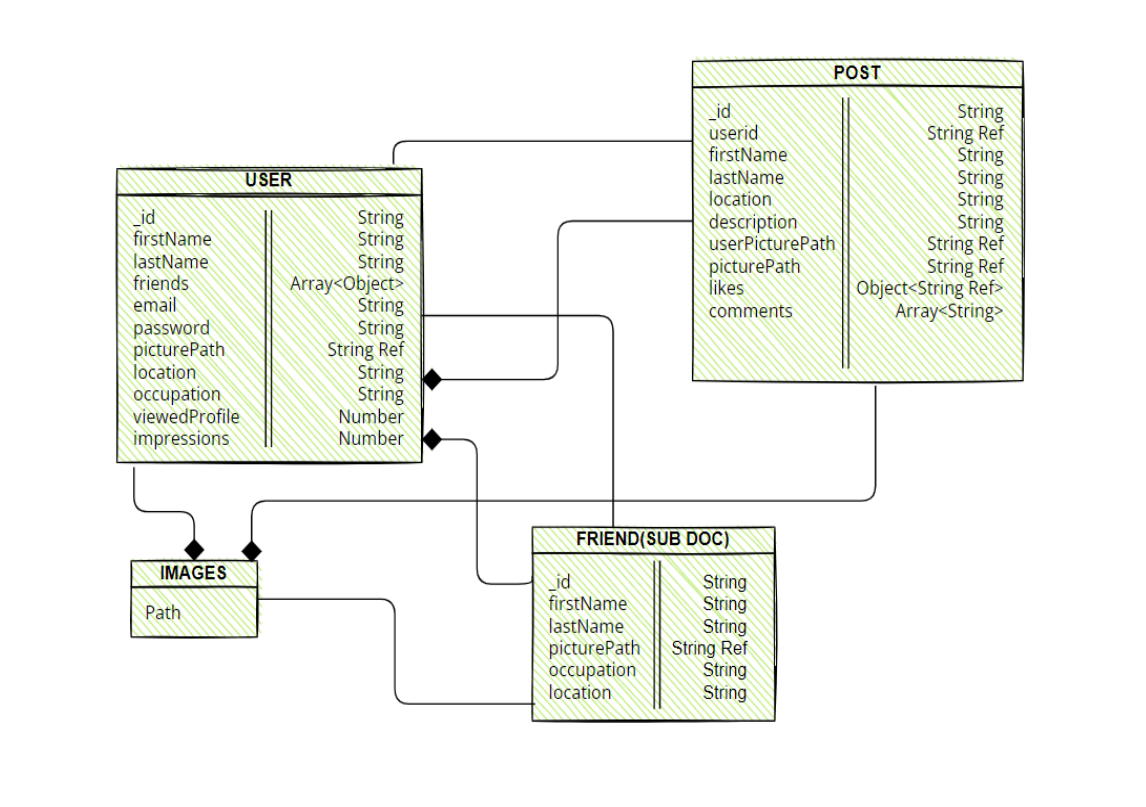 POST
_id String
userid String Ref
firstName String
lastName String
location String
description String
userPicturePath String Ref
picturePath String Ref
likes Object<String Ref>
comments Array<String>
USER
_id String
firstName String
lastName String
friends Array<Object>
email String
password String
picturePath String Ref
location String
occupation String
viewedProfile Number
impressions Number
FRIEND(SUB DOC)
_id String
firstName String
lastName String
picturePath String Ref
occupation String
location String
IMAGES
Path